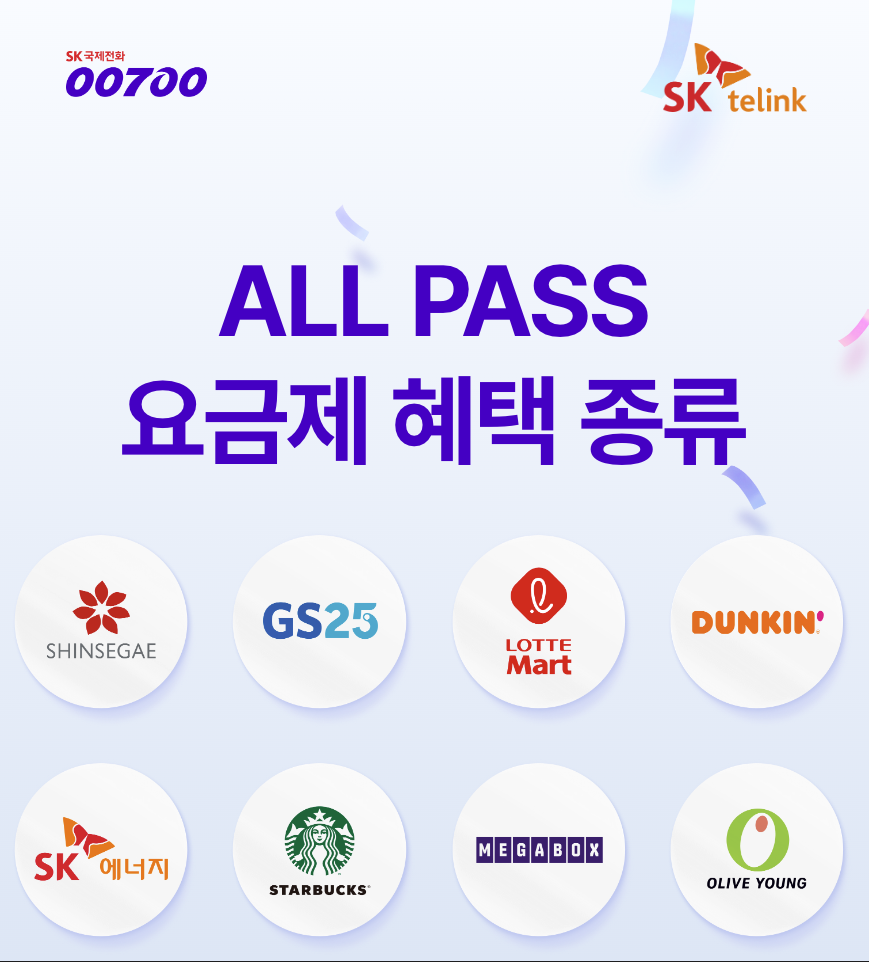 SK 국제전화
00700
SK telink
ALL PASS
요금제 혜택 종류
SHINSEGAE
GS25
LOTTE
Mart
DUNKIN'
SK 에너지
STARBUCKS
MEGABOX
OLIVE YOUNG